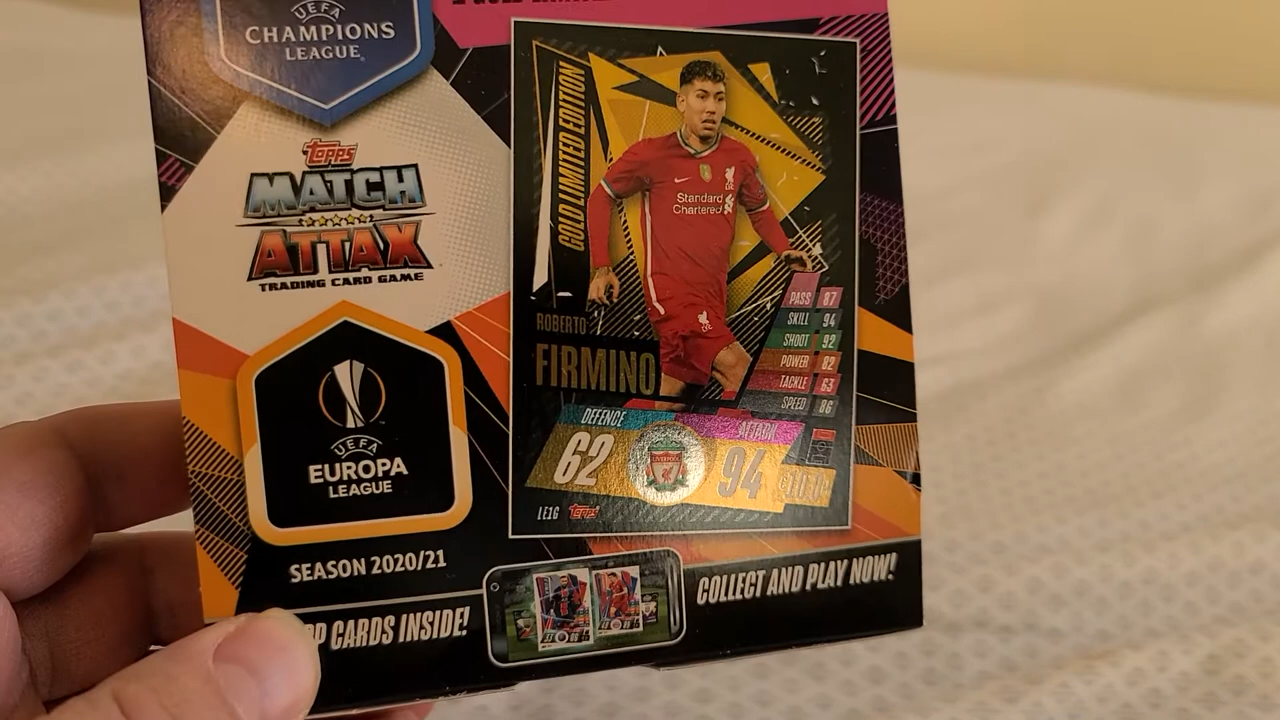 UEFA
CHAMPIONS
LEAGUE
topps
MATCH
ATTAX
TRADING CARD GAME
UEFA
EUROPA
LEAGUE
SEASON 2020/21
CARDS INSIDE!
COLLECT AND PLAY NOW!
GOLD LIMITED EDITION
Standard
Chartered
ROBERTO
FIRMINO
PASS 87
SKILL 94
SHOOT 92
POWER 82
TACKLE 63
SPEED 86
DEFENCE
62
ATTACK
94
LE16 topps